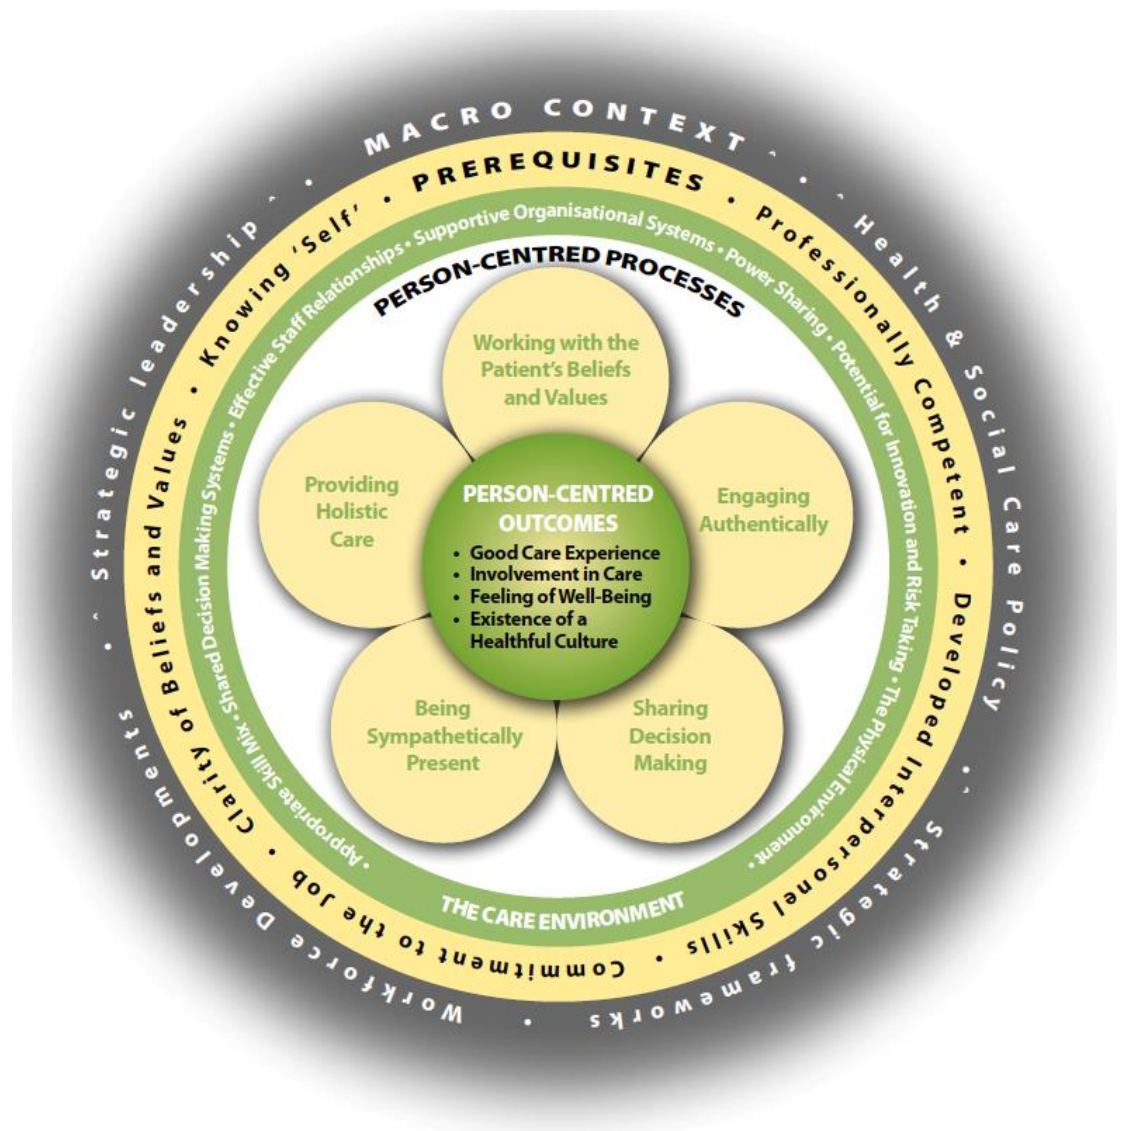 MACRO CONTEXT
Health & Social Care Policy
Strategic frameworks
Workforce Developments
Strategic leadership
PREREQUISITES
Professionally Competent
Developed Interpersonel Skills
Commitment to the Job
Clarity of Beliefs and Values
Knowing 'Self'
THE CARE ENVIRONMENT
• Appropriate Skill Mix • Shared Decision Making Systems • Effective Staff Relationships • Supportive Organisational Systems • Power Sharing • Potential for Innovation and Risk Taking • The Physical Environment •
PERSON-CENTRED PROCESSES
Working with the
Patient's Beliefs
and Values
Engaging
Authentically
Sharing
Decision
Making
Being
Sympathetically
Present
Providing
Holistic
Care
PERSON-CENTRED
OUTCOMES
• Good Care Experience
• Involvement in Care
• Feeling of Well-Being
• Existence of a
Healthful Culture